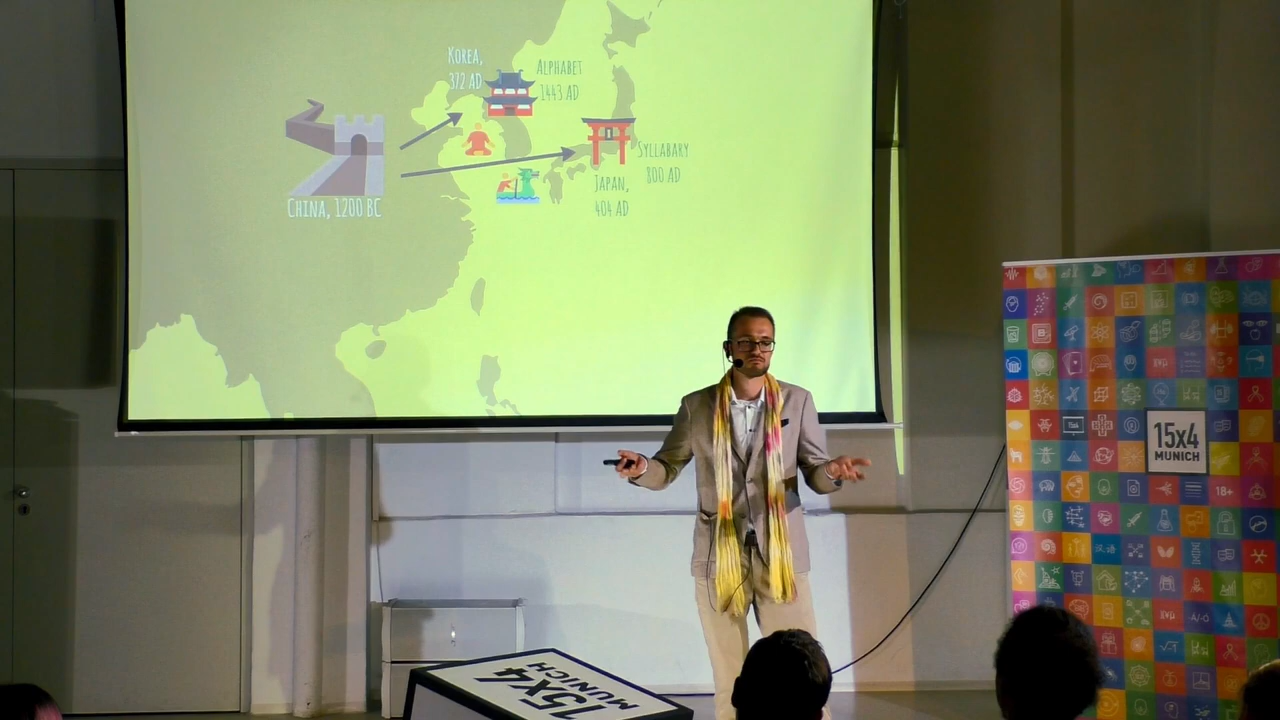 KOREA,
372 AD
ALPHABET
1443 AD
CHINA, 1200 BC
SYLLABARY
800 AD
JAPAN,
404 AD
15x4
MUNICH
18+
15X4
MUNICH